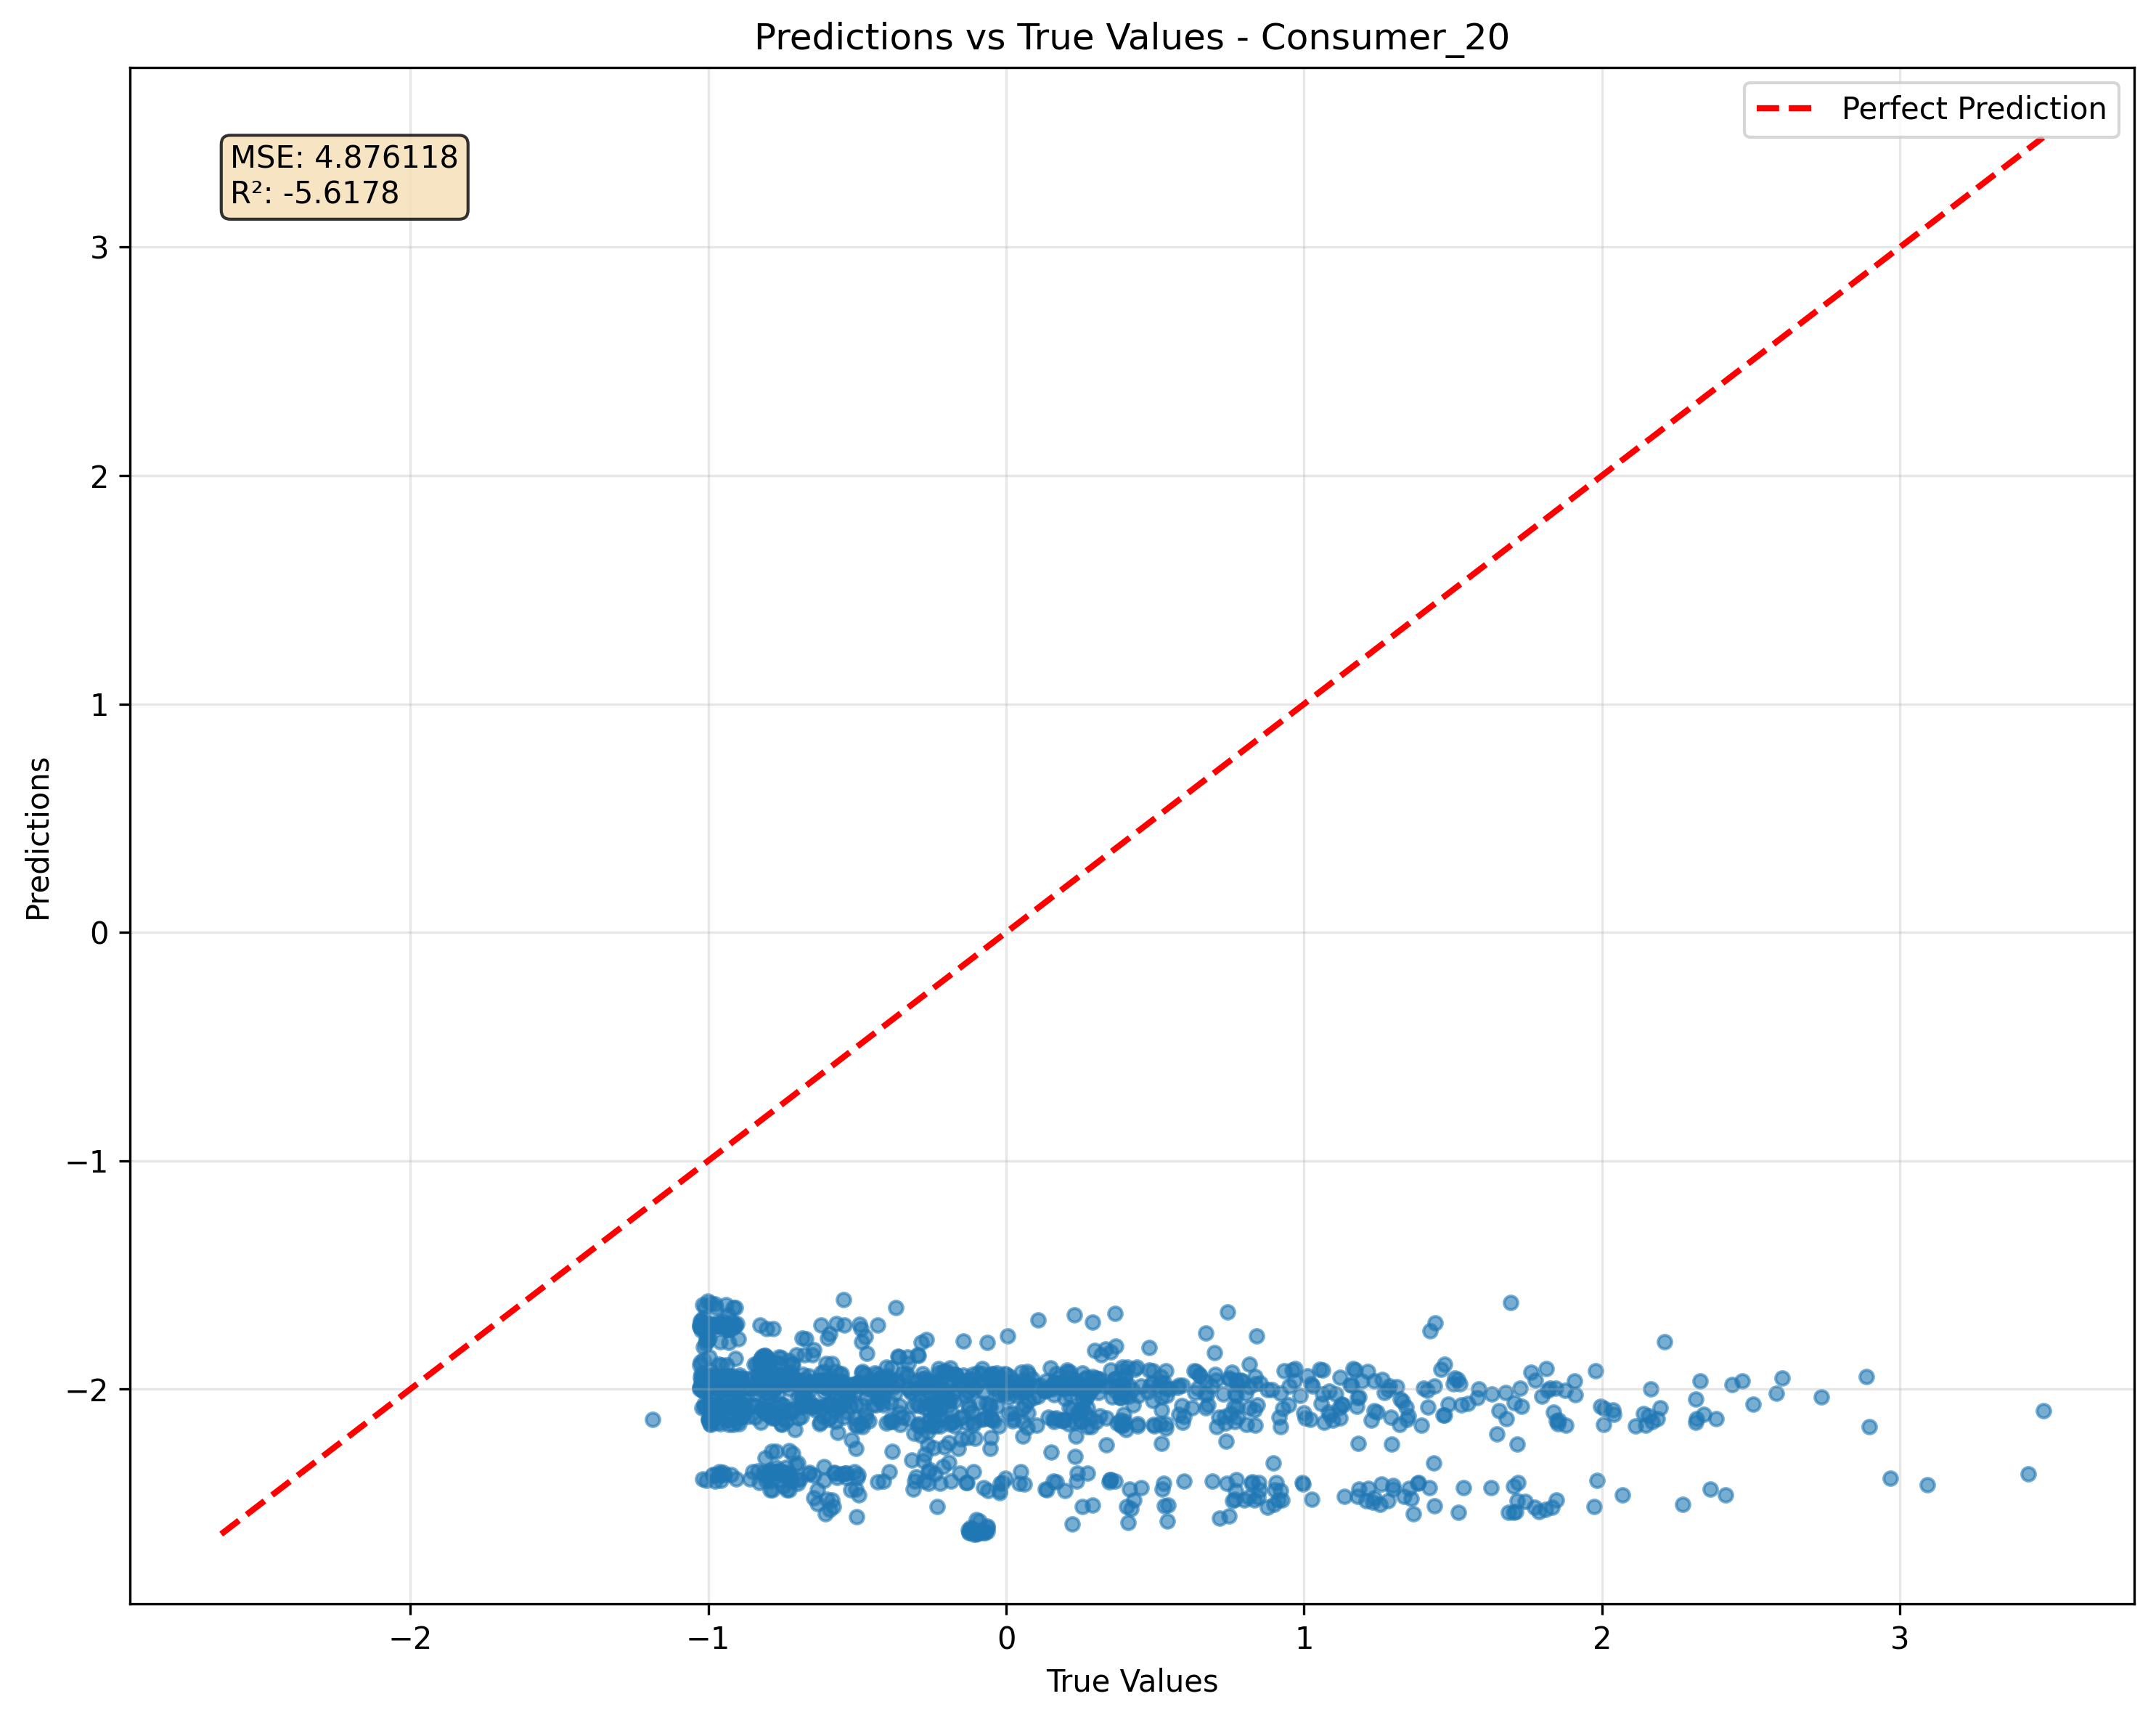 Predictions vs True Values - Consumer_20
Perfect Prediction
MSE: 4.876118
R²: -5.6178
3
2
1
0
−1
−2
Predictions
−2
−1
0
1
2
3
True Values